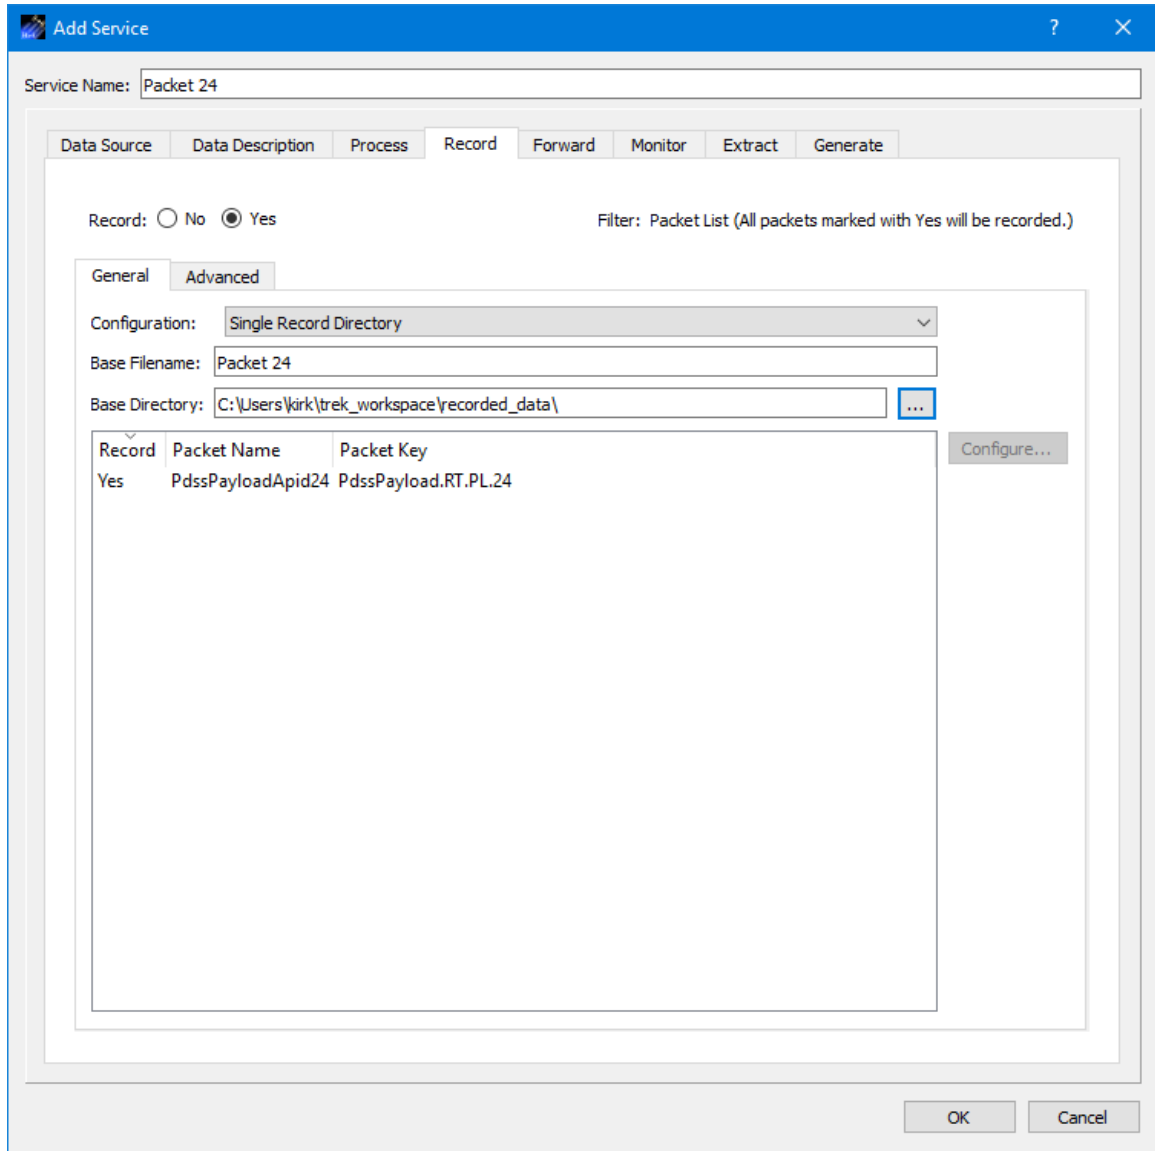 Add Service
Service Name: Packet 24
Data Source Data Description Process Record Forward Monitor Extract Generate
Record: No Yes Filter: Packet List (All packets marked with Yes will be recorded.)
General Advanced
Configuration: Single Record Directory
Base Filename: Packet 24
Base Directory: C:\Users\kirk\trek_workspace\recorded_data\ ...
Record Packet Name Packet Key Configure...
Yes PdssPayloadApid24 PdssPayload.RT.PL.24
OK Cancel